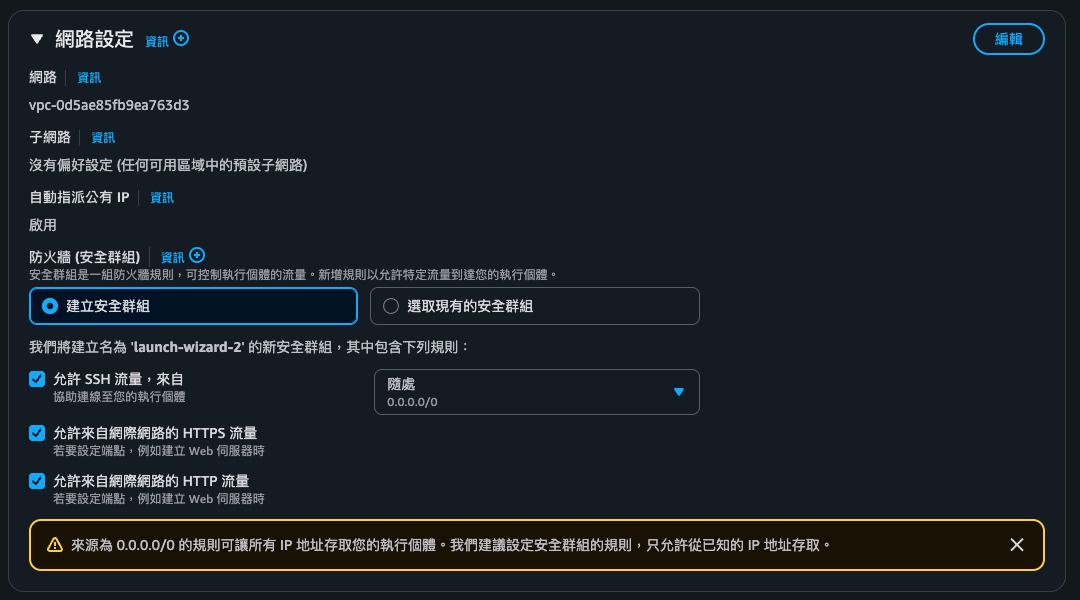 網路設定 資訊
編輯
網路 資訊
vpc-0d5ae85fb9ea763d3
子網路 資訊
沒有偏好設定 (任何可用區域中的預設子網路)
自動指派公有 IP 資訊
啟用
防火牆 (安全群組) 資訊
安全群組是一組防火牆規則，可控制執行個體的流量。新增規則以允許特定流量到達您的執行個體。
建立安全群組
選取現有的安全群組
我們將建立名為 'launch-wizard-2' 的新安全群組，其中包含下列規則：
允許 SSH 流量，來自
協助連線至您的執行個體
隨處
0.0.0.0/0
允許來自網際網路的 HTTPS 流量
若要設定端點，例如建立 Web 伺服器時
允許來自網際網路的 HTTP 流量
若要設定端點，例如建立 Web 伺服器時
來源為 0.0.0.0/0 的規則可讓所有 IP 地址存取您的執行個體。我們建議設定安全群組的規則，只允許從已知的 IP 地址存取。